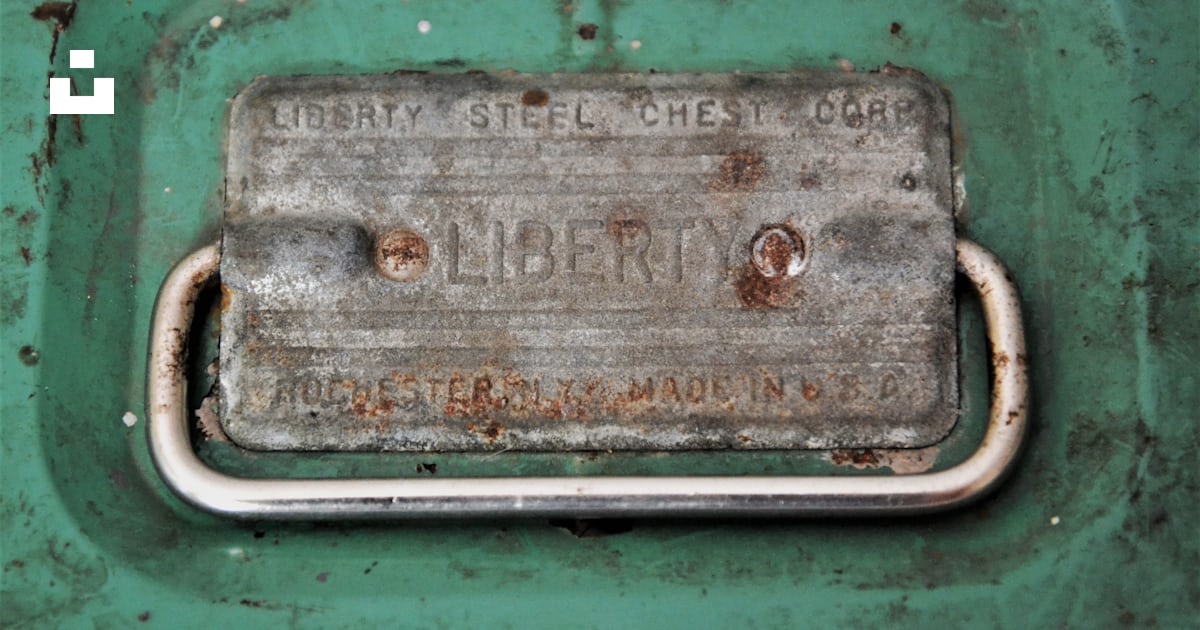 LIBERTY STEEL CHEST CORP
LIBERTY
ROCHESTER, N.Y. MADE IN U.S.A.